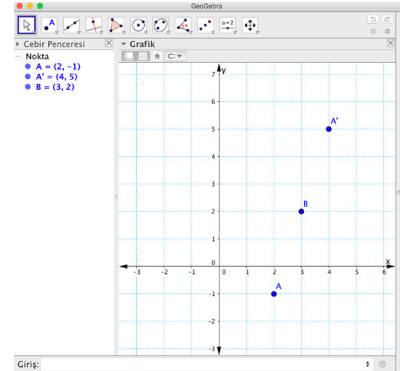 GeoGebra
A
a=2
Cebir Penceresi
Grafik
Nokta
A = (2, -1)
A' = (4, 5)
B = (3, 2)
y
7
6
A'
5
4
3
B
2
1
0
x
-3 -2 -1 0 1 2 3 4 5 6
A
-1
-2
-3
Giriş: